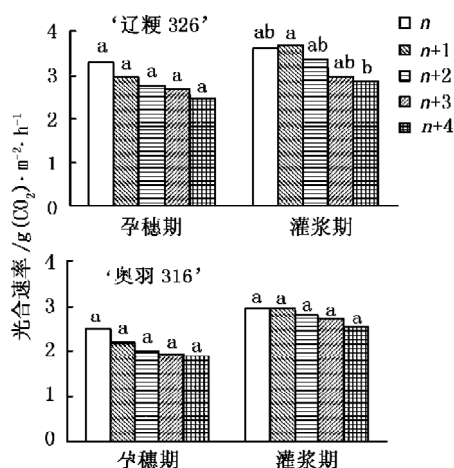 '辽粳 326'
n
n+1
n+2
n+3
n+4
4
3
2
1
0
a a a a a
ab a ab ab b
孕穗期 灌浆期
光合速率/g(CO₂)·m⁻²·h⁻¹
'奥羽 316'
3
2
1
0
a a a a a
a a a a a
孕穗期 灌浆期